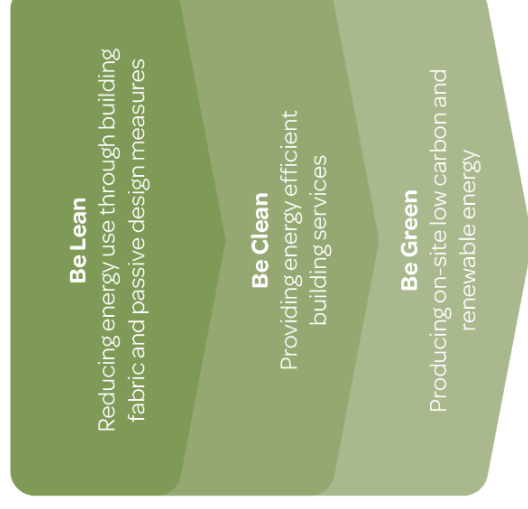 Be Lean
Reducing energy use through building
fabric and passive design measures
Be Clean
Providing energy efficient
building services
Be Green
Producing on-site low carbon and
renewable energy